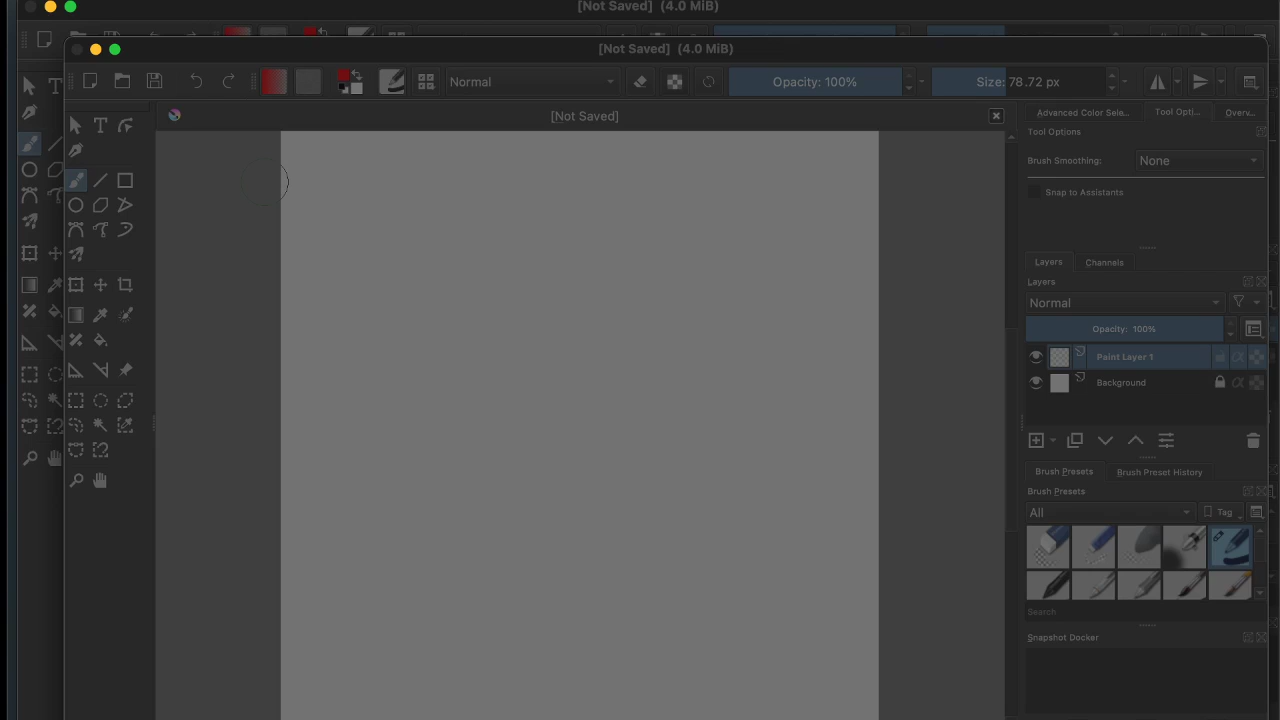 [Not Saved] (4.0 MiB)
[Not Saved] (4.0 MiB)
Normal
Opacity: 100%
Size: 78.72 px
[Not Saved]
Advanced Color Sele...
Tool Opti...
Overv...
Tool Options
Brush Smoothing:
None
Snap to Assistants
Layers
Channels
Layers
Normal
Opacity: 100%
Paint Layer 1
Background
Brush Presets
Brush Preset History
Brush Presets
All
Tag
Search
Snapshot Docker